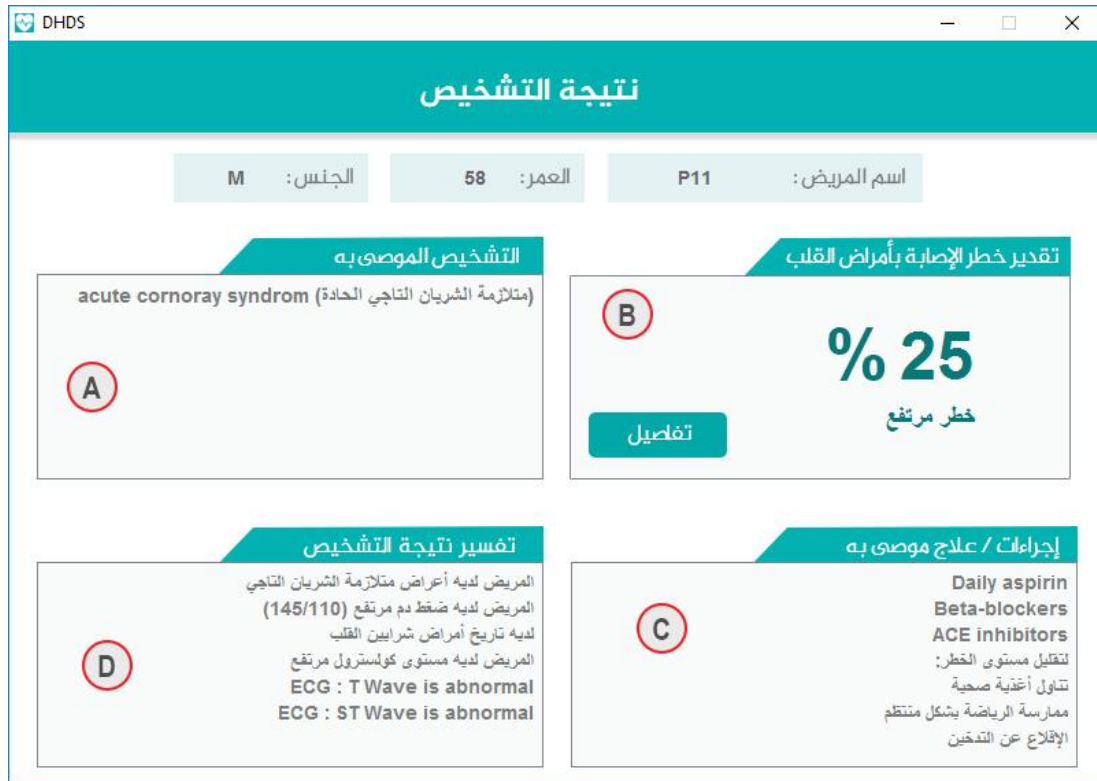 DHDS
نتيجة التشخيص
اسم المريض: P11
العمر: 58
الجنس: M
تقدير خطر الإصابة بأمراض القلب
B
% 25
خطر مرتفع
تفاصيل
التشخيص الموصى به
(متلازمة الشريان التاجي الحادة) acute cornoray syndrom
A
إجراءات / علاج موصى به
Daily aspirin
Beta-blockers
ACE inhibitors
لتقليل مستوى الخطر:
تناول أغذية صحية
ممارسة الرياضة بشكل منتظم
الإقلاع عن التدخين
C
تفسير نتيجة التشخيص
المريض لديه أعراض متلازمة الشريان التاجي
المريض لديه ضغط دم مرتفع (145/110)
لديه تاريخ أمراض شرايين القلب
المريض لديه مستوى كولسترول مرتفع
ECG : T Wave is abnormal
ECG : ST Wave is abnormal
D